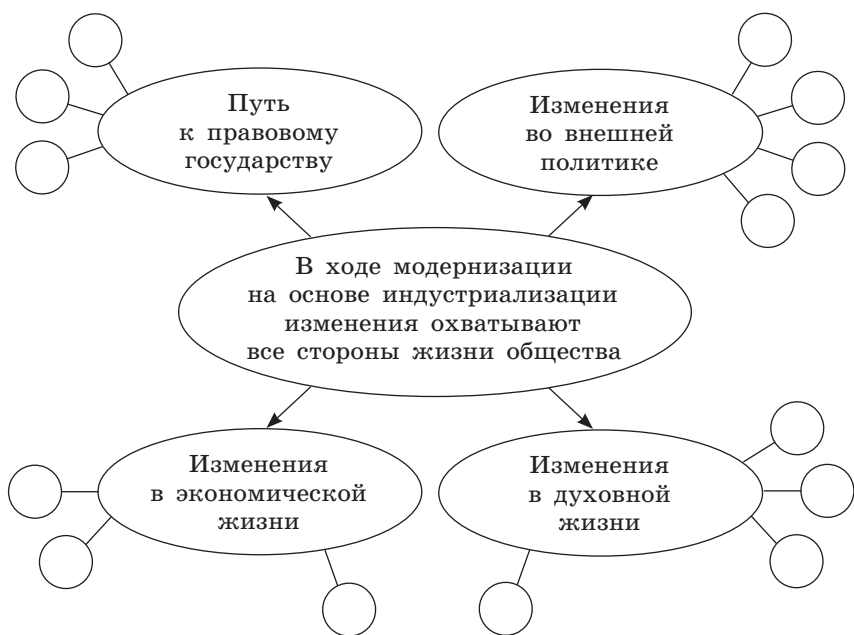 Путь
к правовому
государству
Изменения
во внешней
политике
В ходе модернизации
на основе индустриализации
изменения охватывают
все стороны жизни общества
Изменения
в экономической
жизни
Изменения
в духовной
жизни